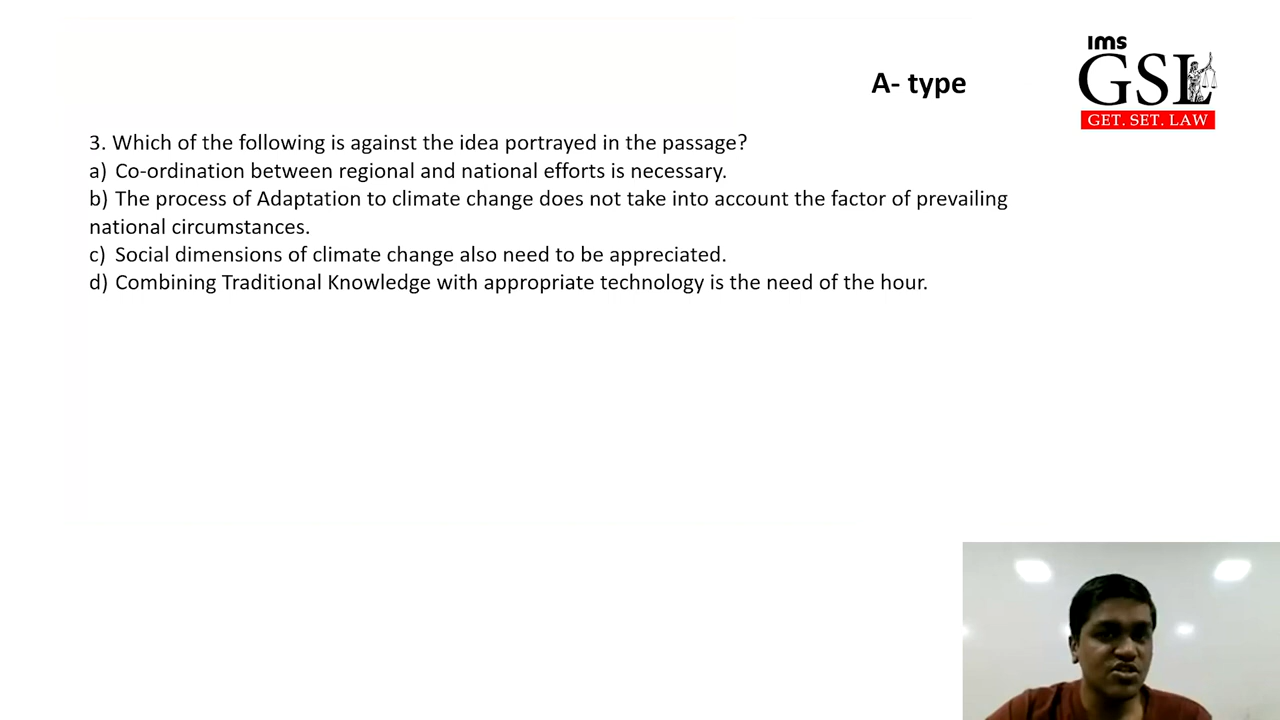 ıms
GSL
GET. SET. LAW
A- type
3. Which of the following is against the idea portrayed in the passage?
a) Co-ordination between regional and national efforts is necessary.
b) The process of Adaptation to climate change does not take into account the factor of prevailing
national circumstances.
c) Social dimensions of climate change also need to be appreciated.
d) Combining Traditional Knowledge with appropriate technology is the need of the hour.